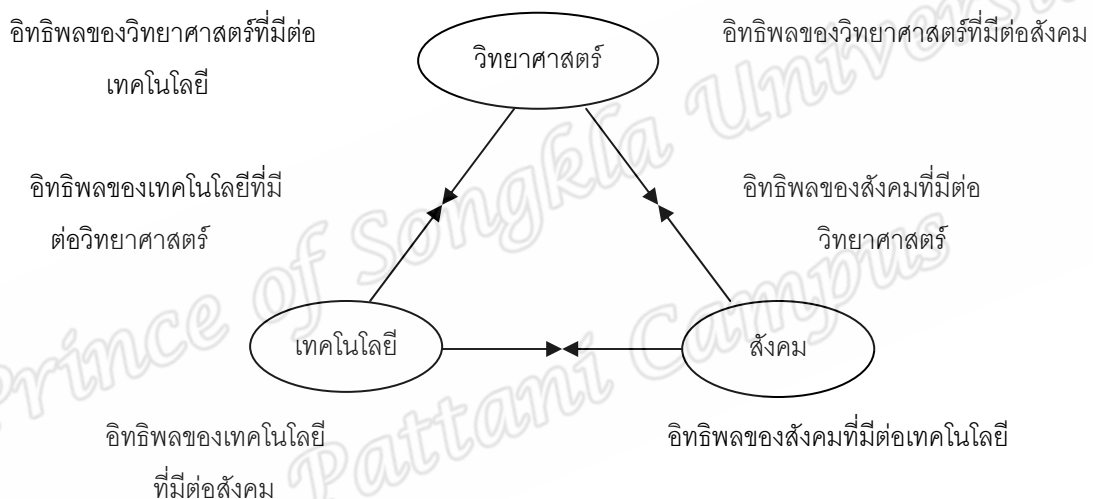 อิทธิพลของวิทยาศาสตร์ที่มีต่อ
เทคโนโลยี
วิทยาศาสตร์
อิทธิพลของวิทยาศาสตร์ที่มีต่อสังคม
อิทธิพลของเทคโนโลยีที่มี
ต่อวิทยาศาสตร์
อิทธิพลของสังคมที่มีต่อ
วิทยาศาสตร์
เทคโนโลยี
สังคม
อิทธิพลของเทคโนโลยี
ที่มีต่อสังคม
อิทธิพลของสังคมที่มีต่อเทคโนโลยี
Prince of Songkla Universi
Pattani Campus